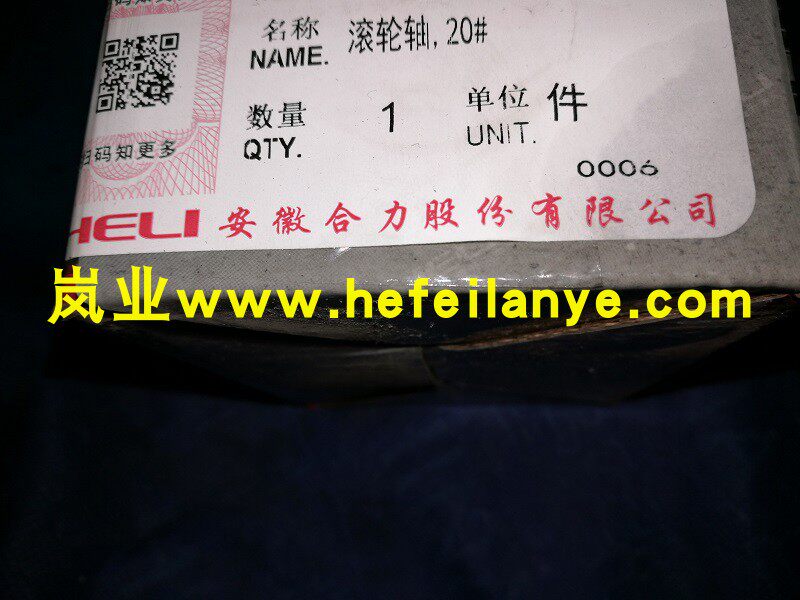 名称 滚轮轴,20#
NAME.
数量 1 单位 件
QTY. UNIT.
扫码知更多
0006
HELI 安徽合力股份有限公司
岚业www.hefeilanye.com